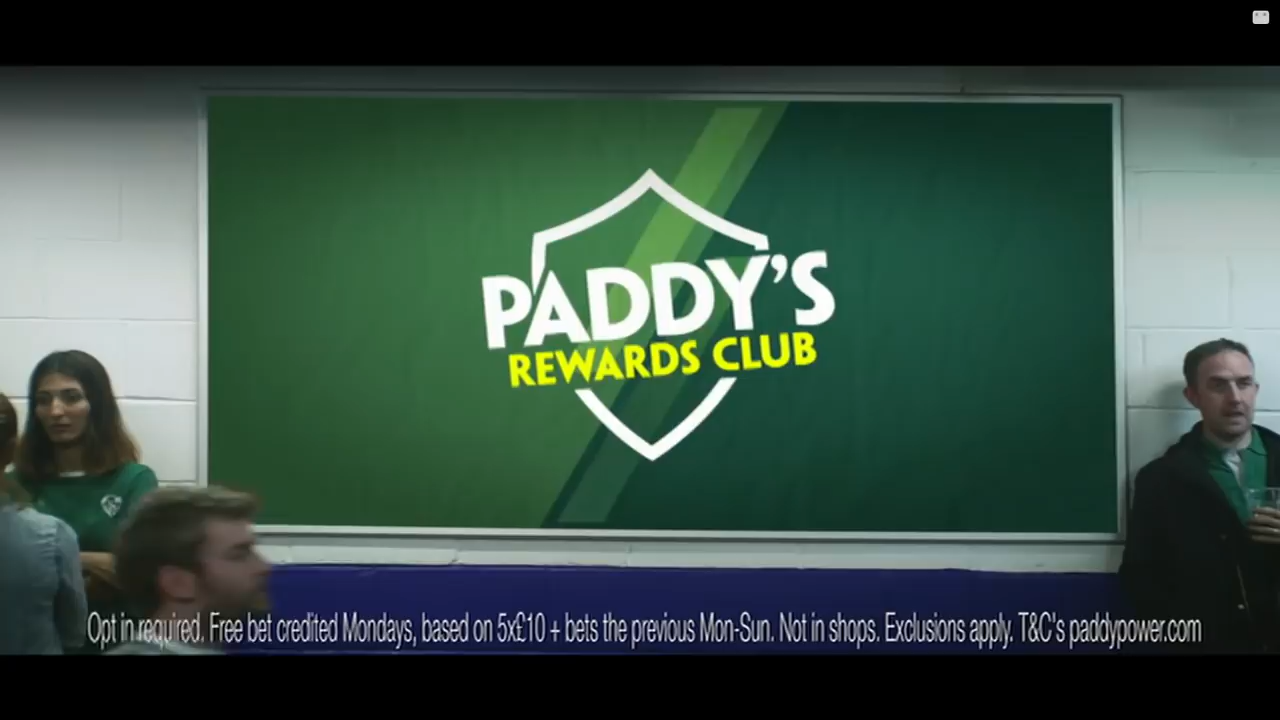 PADDY'S
REWARDS CLUB
Opt in required. Free bet credited Mondays, based on 5x£10 + bets the previous Mon-Sun. Not in shops. Exclusions apply. T&C's paddypower.com